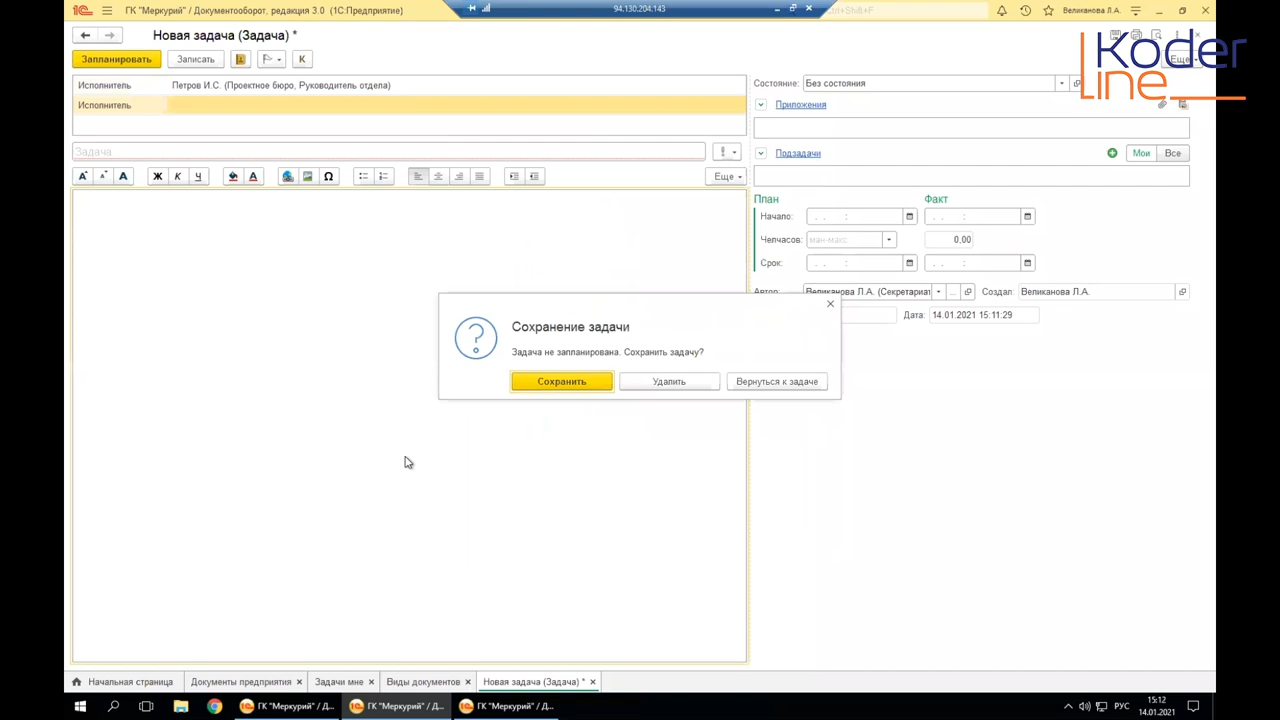 ГК "Меркурий" / Документооборот, редакция 3.0 (1С:Предприятие)
94.130.204.143
Ctrl+Shift+F
Великанова Л.А.
Новая задача (Задача) *
Koder
line
Запланировать
Записать
К
Еще
Исполнитель
Петров И.С. (Проектное бюро, Руководитель отдела)
Исполнитель
Состояние:
Без состояния
Приложения
Задача
Подзадачи
Мои
Все
Ж К Ч
Еще
План
Факт
Начало:
Челчасов:
мин-макс
0,00
Срок:
Автор:
Великанова Л.А. (Секретариат
Создал
Великанова Л.А.
Дата:
14.01.2021 15:11:29
Сохранение задачи
Задача не запланирована. Сохранить задачу?
Сохранить
Удалить
Вернуться к задаче
Начальная страница
Документы предприятия
Задачи мне
Виды документов
Новая задача (Задача) *
ГК "Меркурий" / Д...
ГК "Меркурий" / Д...
ГК "Меркурий" / Д...
РУС
15:12
14.01.2021